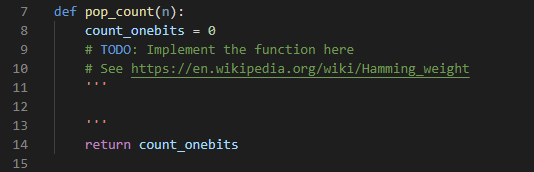 7 def pop_count(n):
8     count_onebits = 0
9     # TODO: Implement the function here
10     # See https://en.wikipedia.org/wiki/Hamming_weight
11     '''
12
13     '''
14     return count_onebits
15